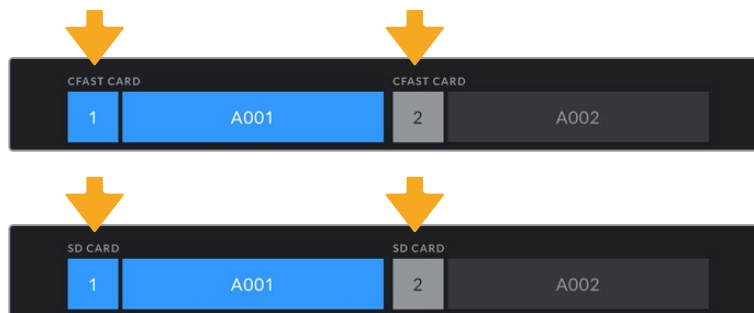 CFAST CARD CFAST CARD
1 A001 2 A002
SD CARD SD CARD
1 A001 2 A002